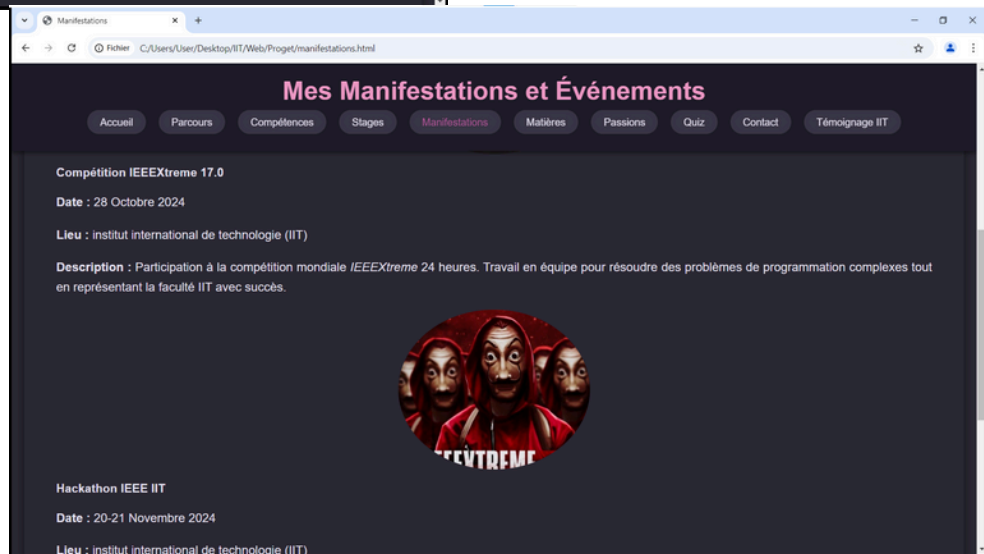 Manifestations
Fichier C:/Users/User/Desktop/IIT/Web/Proget/manifestations.html
Mes Manifestations et Événements
Accueil Parcours Compétences Stages Manifestations Matières Passions Quiz Contact Témoignage IIT
Compétition IEEEXtreme 17.0
Date : 28 Octobre 2024
Lieu : institut international de technologie (IIT)
Description : Participation à la compétition mondiale IEEEXtreme 24 heures. Travail en équipe pour résoudre des problèmes de programmation complexes tout
en représentant la faculté IIT avec succès.
IEEEXTREME
Hackathon IEEE IIT
Date : 20-21 Novembre 2024
Lieu : institut international de technologie (IIT)